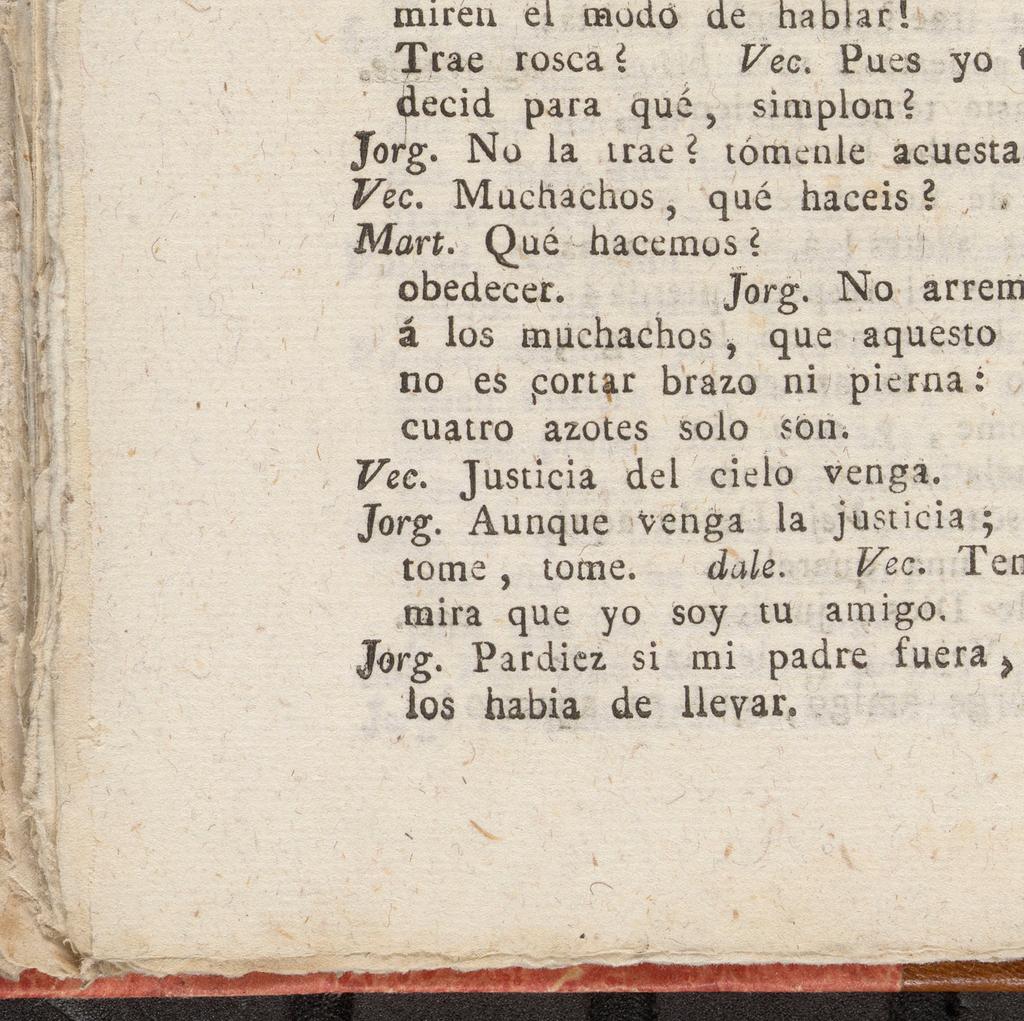 miren el modo de hablar!
Trae rosca? Vec. Pues yo
decid para qué, simplon?
Jorg. No la trae? tómenle acuesta
Vec. Muchachos, qué haceis?
Mart. Qué hacemos?
obedecer. Jorg. No arrem
á los muchachos, que aquesto
no es cortar brazo ni pierna:
cuatro azotes solo son.
Vec. Justicia del cielo venga.
Jorg. Aunque venga la justicia;
tome, tome. dale. Vec. Ten
mira que yo soy tu amigo.
Jorg. Pardiez si mi padre fuera,
los habia de llevar.